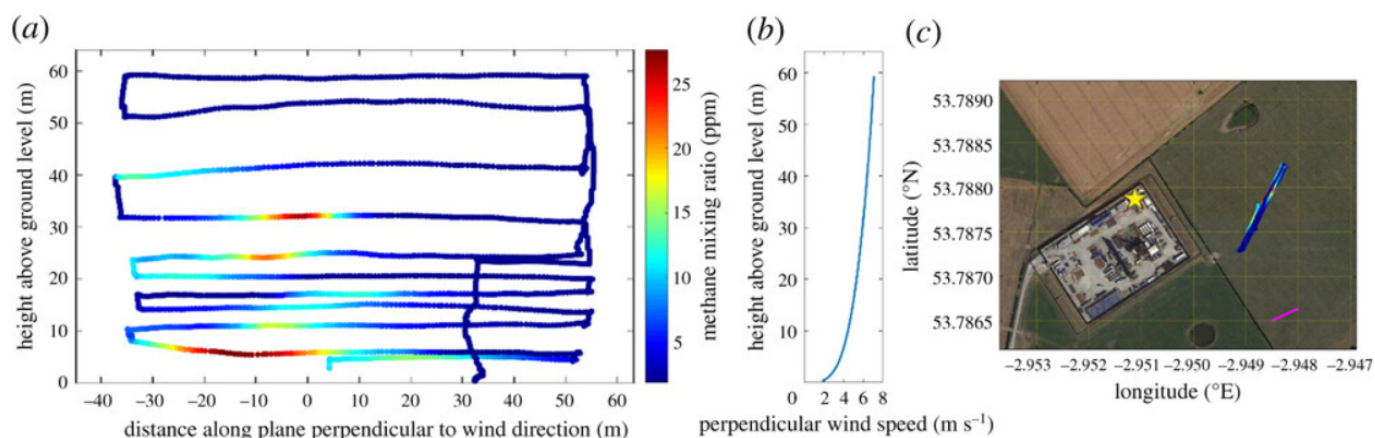 (a)
60
50
40
30
20
10
0
height above ground level (m)
−40 −30 −20 −10 0 10 20 30 40 50 60
distance along plane perpendicular to wind direction (m)
25
20
15
10
5
methane mixing ratio (ppm)
(b)
60
50
40
30
20
10
0 2 4 6 8
height above ground level (m)
perpendicular wind speed (m s⁻¹)
(c)
53.7890
53.7885
53.7880
53.7875
53.7870
53.7865
latitude (°N)
−2.953 −2.952 −2.951 −2.950 −2.949 −2.948 −2.947
longitude (°E)